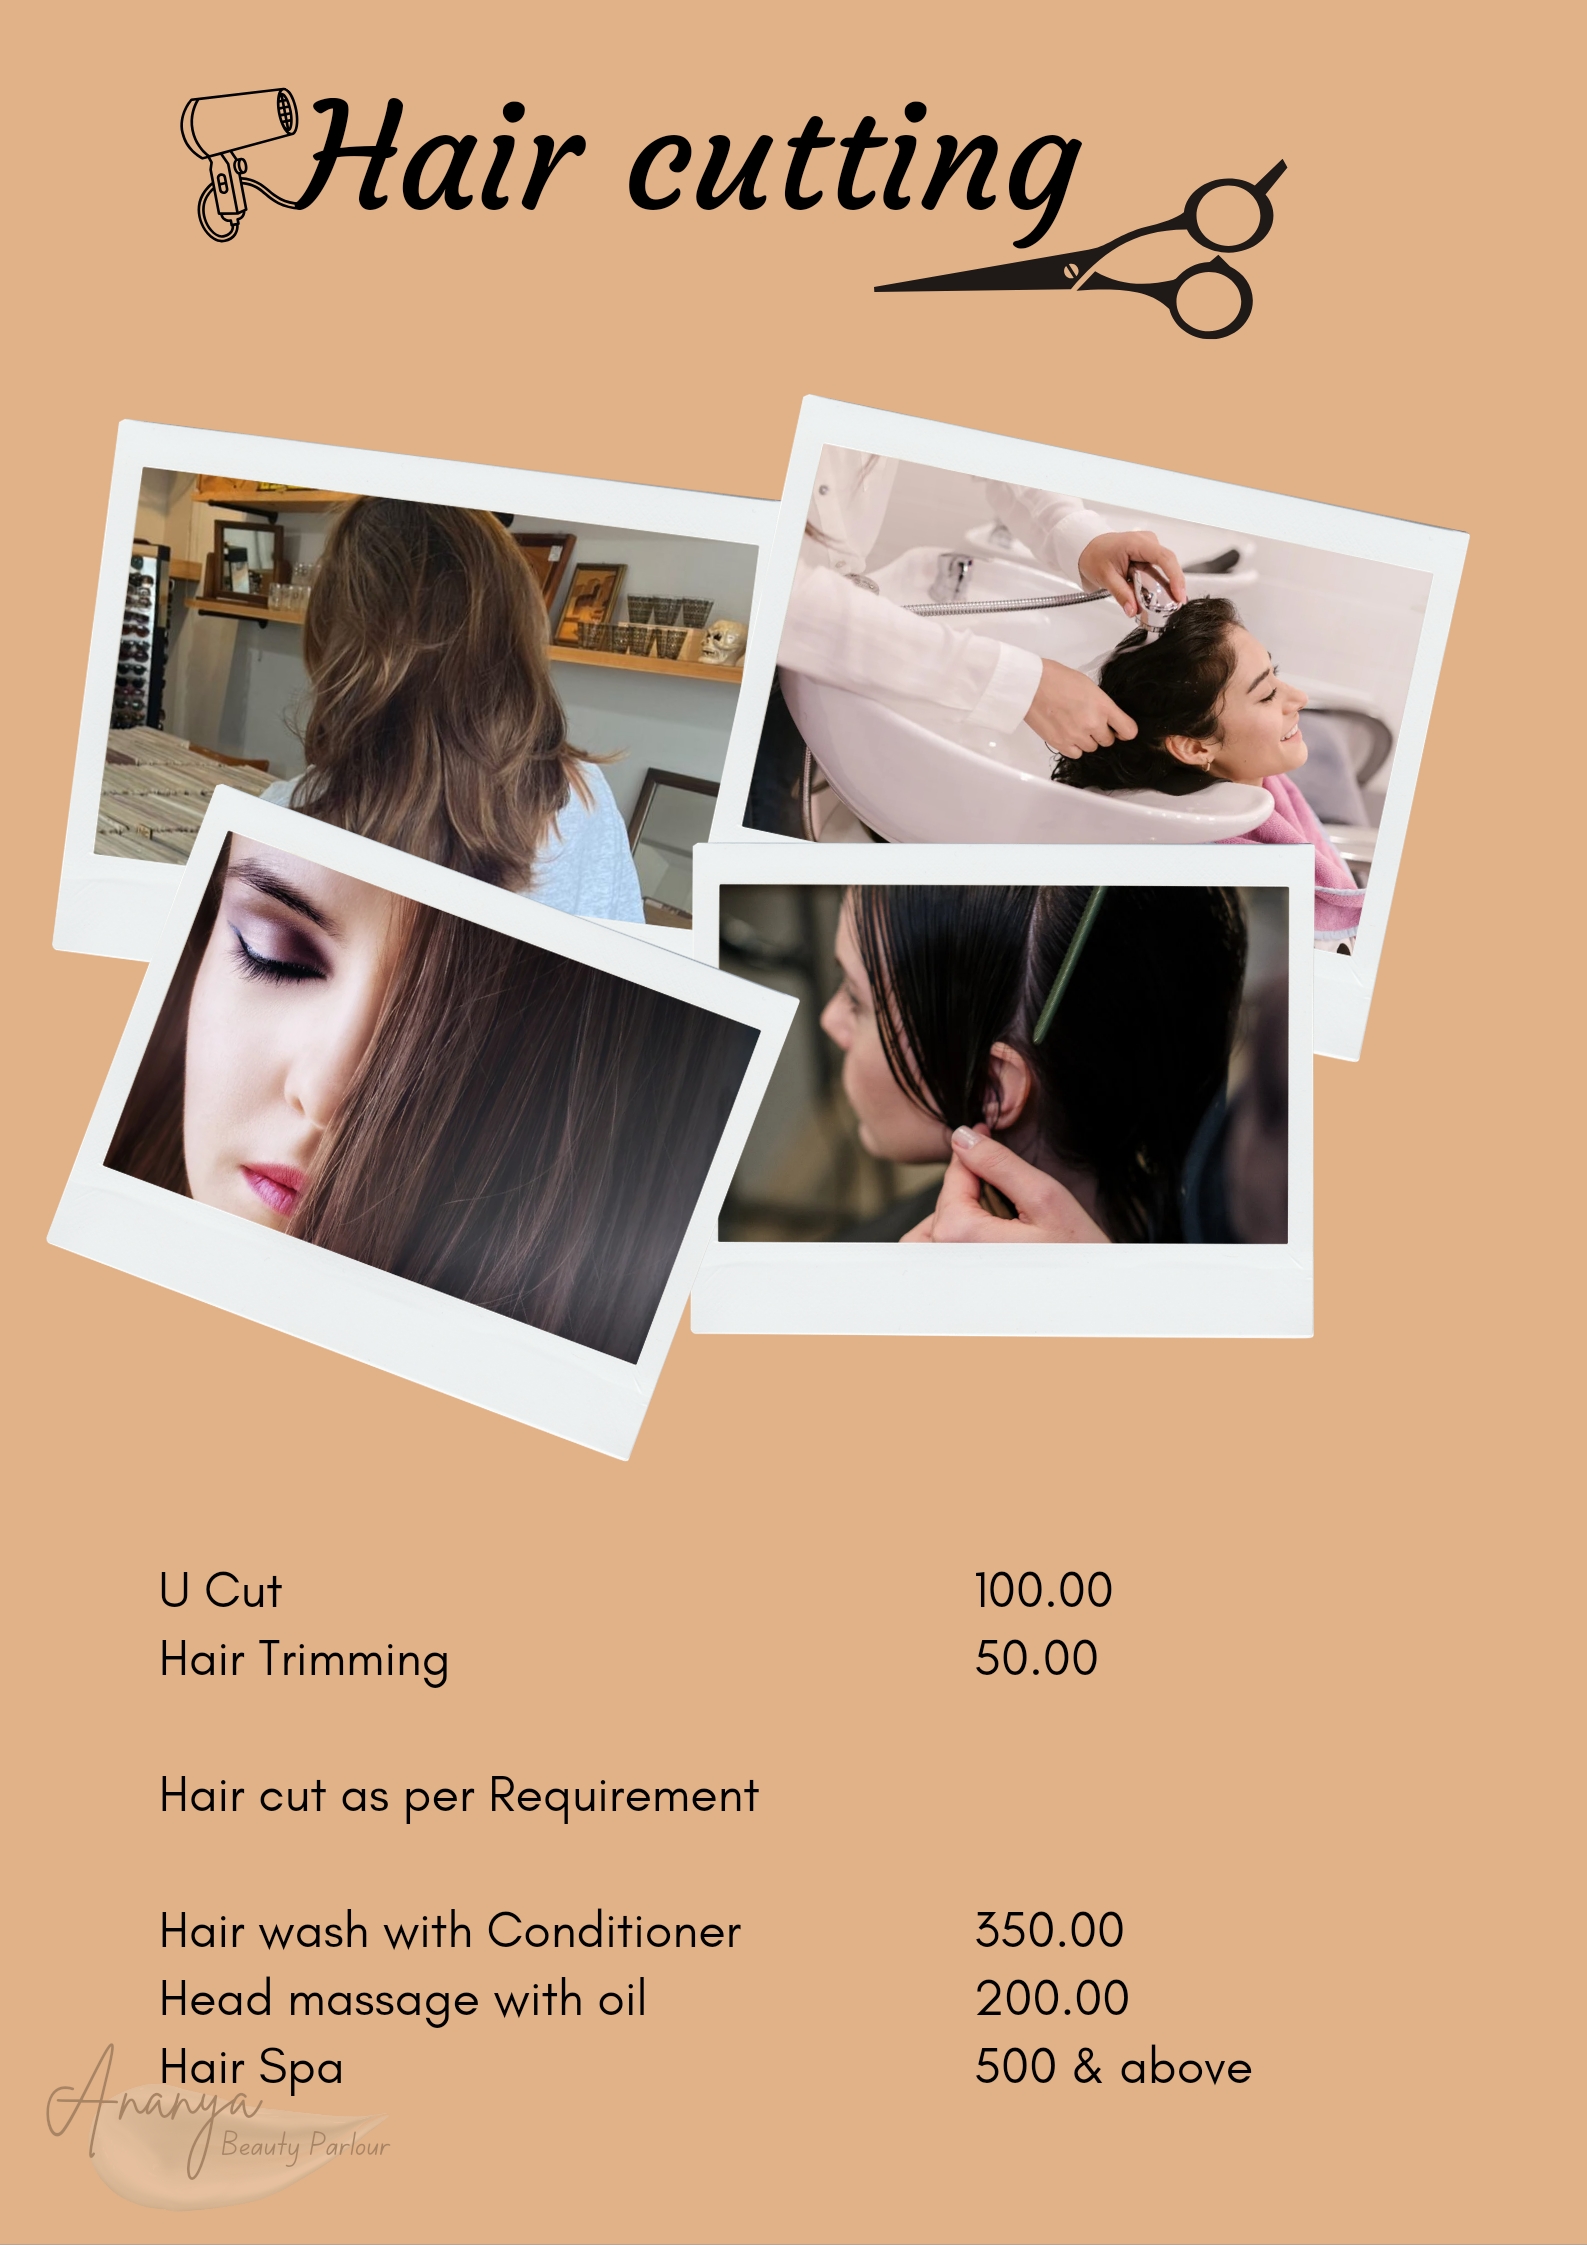 Hair cutting
U Cut 100.00
Hair Trimming 50.00
Hair cut as per Requirement
Hair wash with Conditioner 350.00
Head massage with oil 200.00
Hair Spa 500 & above
Ananya
Beauty Parlour